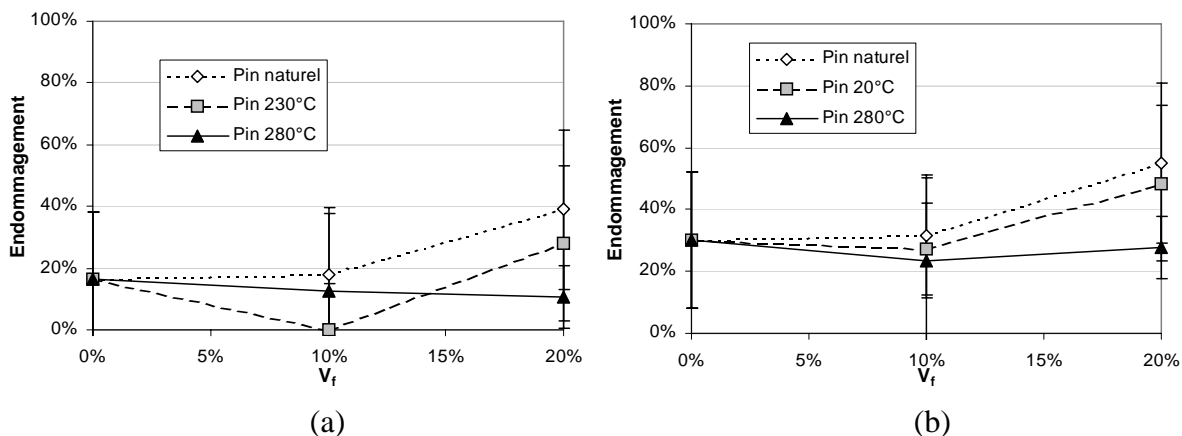 100%
80%
60%
40%
20%
0%
Endommagement
Pin naturel
Pin 230°C
Pin 280°C
0%
5%
10%
15%
20%
Vf
(a)
100%
80%
60%
40%
20%
0%
Endommagement
Pin naturel
Pin 20°C
Pin 280°C
0%
5%
10%
15%
20%
Vf
(b)